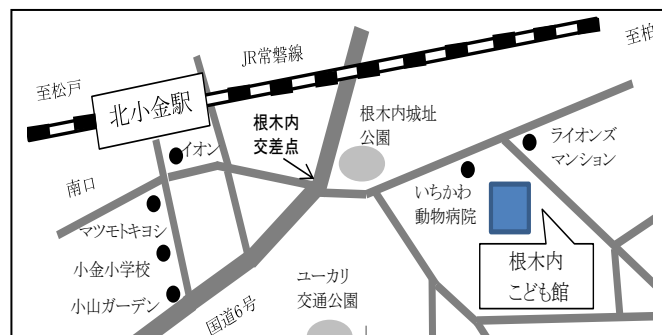 JR常磐線
至柏
至松戸
北小金駅
根木内
交差点
根木内城址
公園
イオン
ライオンズ
マンション
南口
いちかわ
動物病院
マツモトキヨシ
小金小学校
根木内
こども館
ユーカリ
交通公園
小山ガーデン
国道6号